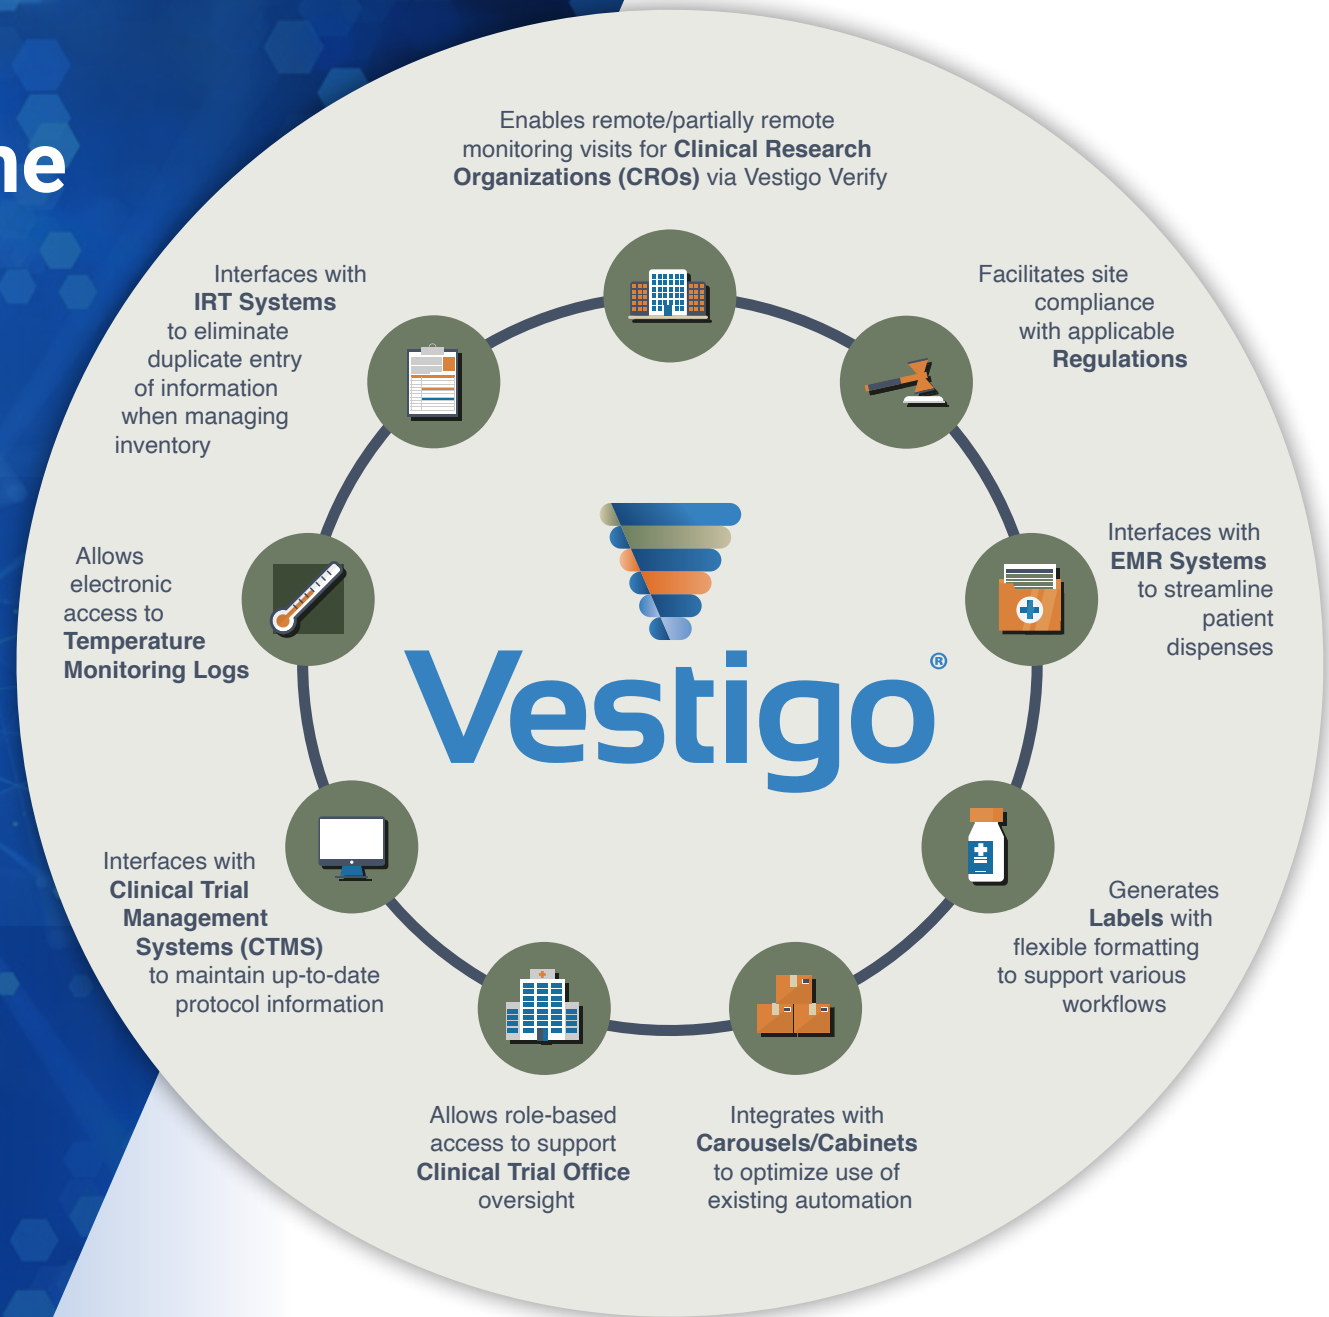 Enables remote/partially remote
monitoring visits for Clinical Research
Organizations (CROs) via Vestigo Verify
Facilitates site
compliance
with applicable
Regulations
Interfaces with
EMR Systems
to streamline
patient
dispenses
Generates
Labels with
flexible formatting
to support various
workflows
Integrates with
Carousels/Cabinets
to optimize use of
existing automation
Allows role-based
access to support
Clinical Trial Office
oversight
Interfaces with
Clinical Trial
Management
Systems (CTMS)
to maintain up-to-date
protocol information
Allows
electronic
access to
Temperature
Monitoring Logs
Interfaces with
IRT Systems
to eliminate
duplicate entry
of information
when managing
inventory
Vestigo®